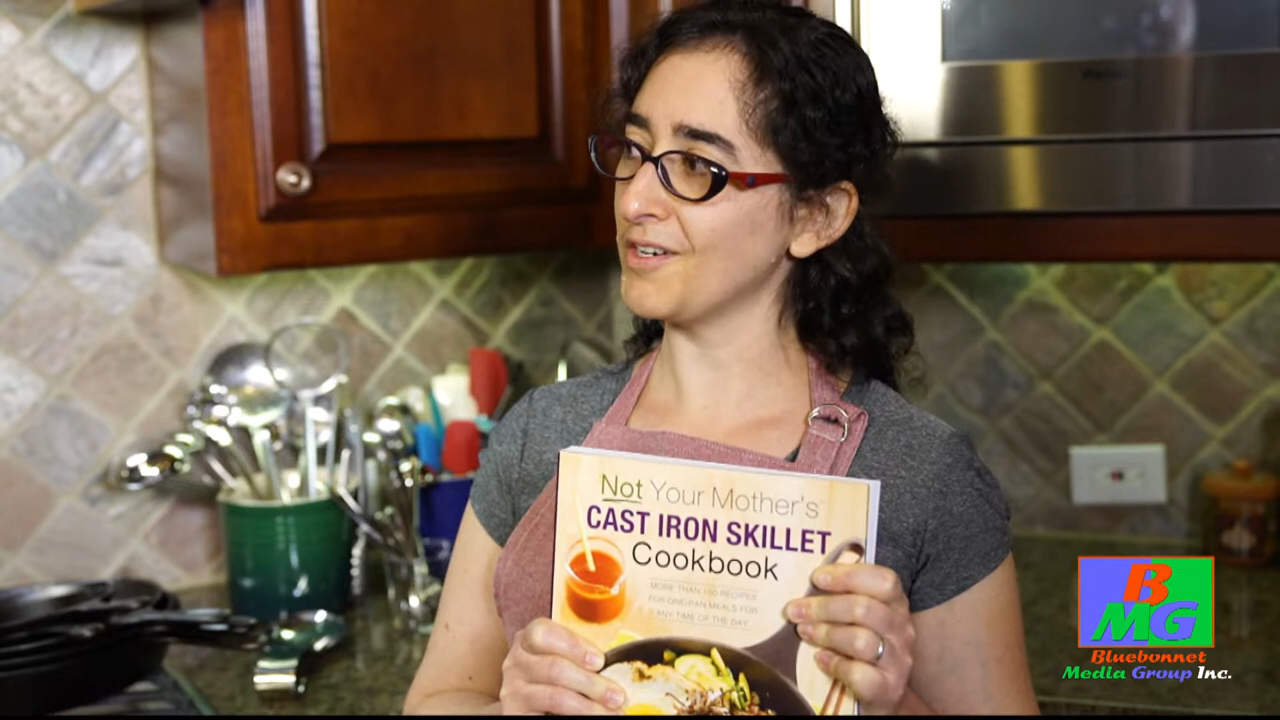 Not Your Mother's
CAST IRON SKILLET
Cookbook
MORE THAN 150 RECIPES
FOR ONE-PAN MEALS FOR
ANY TIME OF THE DAY
B
MG
Bluebonnet
Media Group Inc.